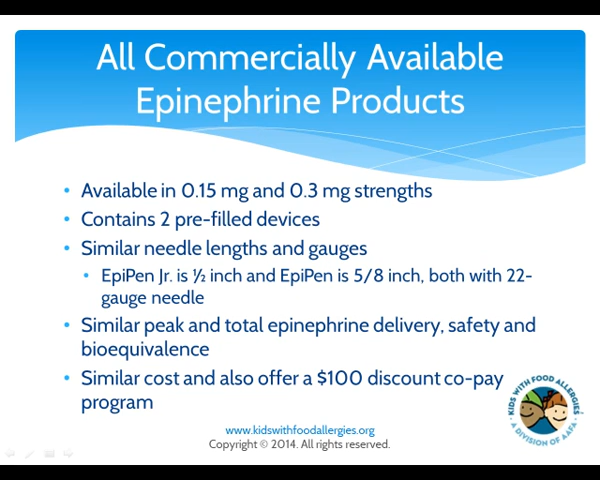 All Commercially Available
Epinephrine Products
• Available in 0.15 mg and 0.3 mg strengths
• Contains 2 pre-filled devices
• Similar needle lengths and gauges
• EpiPen Jr. is ½ inch and EpiPen is 5/8 inch, both with 22-
gauge needle
• Similar peak and total epinephrine delivery, safety and
bioequivalence
• Similar cost and also offer a $100 discount co-pay
program
KIDS WITH FOOD ALLERGIES
A DIVISION OF AAFA
www.kidswithfoodallergies.org
Copyright © 2014. All rights reserved.